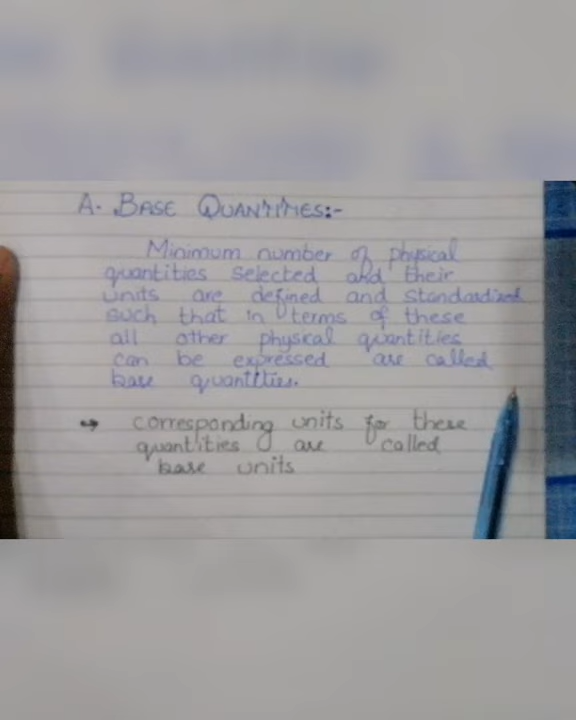 A. BASE QUANTITIES:-
Minimum number of physical
quantities selected and their
units are defined and standardized
such that in terms of these
all other physical quantities
can be expressed are called
base quantities.
↔ corresponding units for these
quantities are called
base units